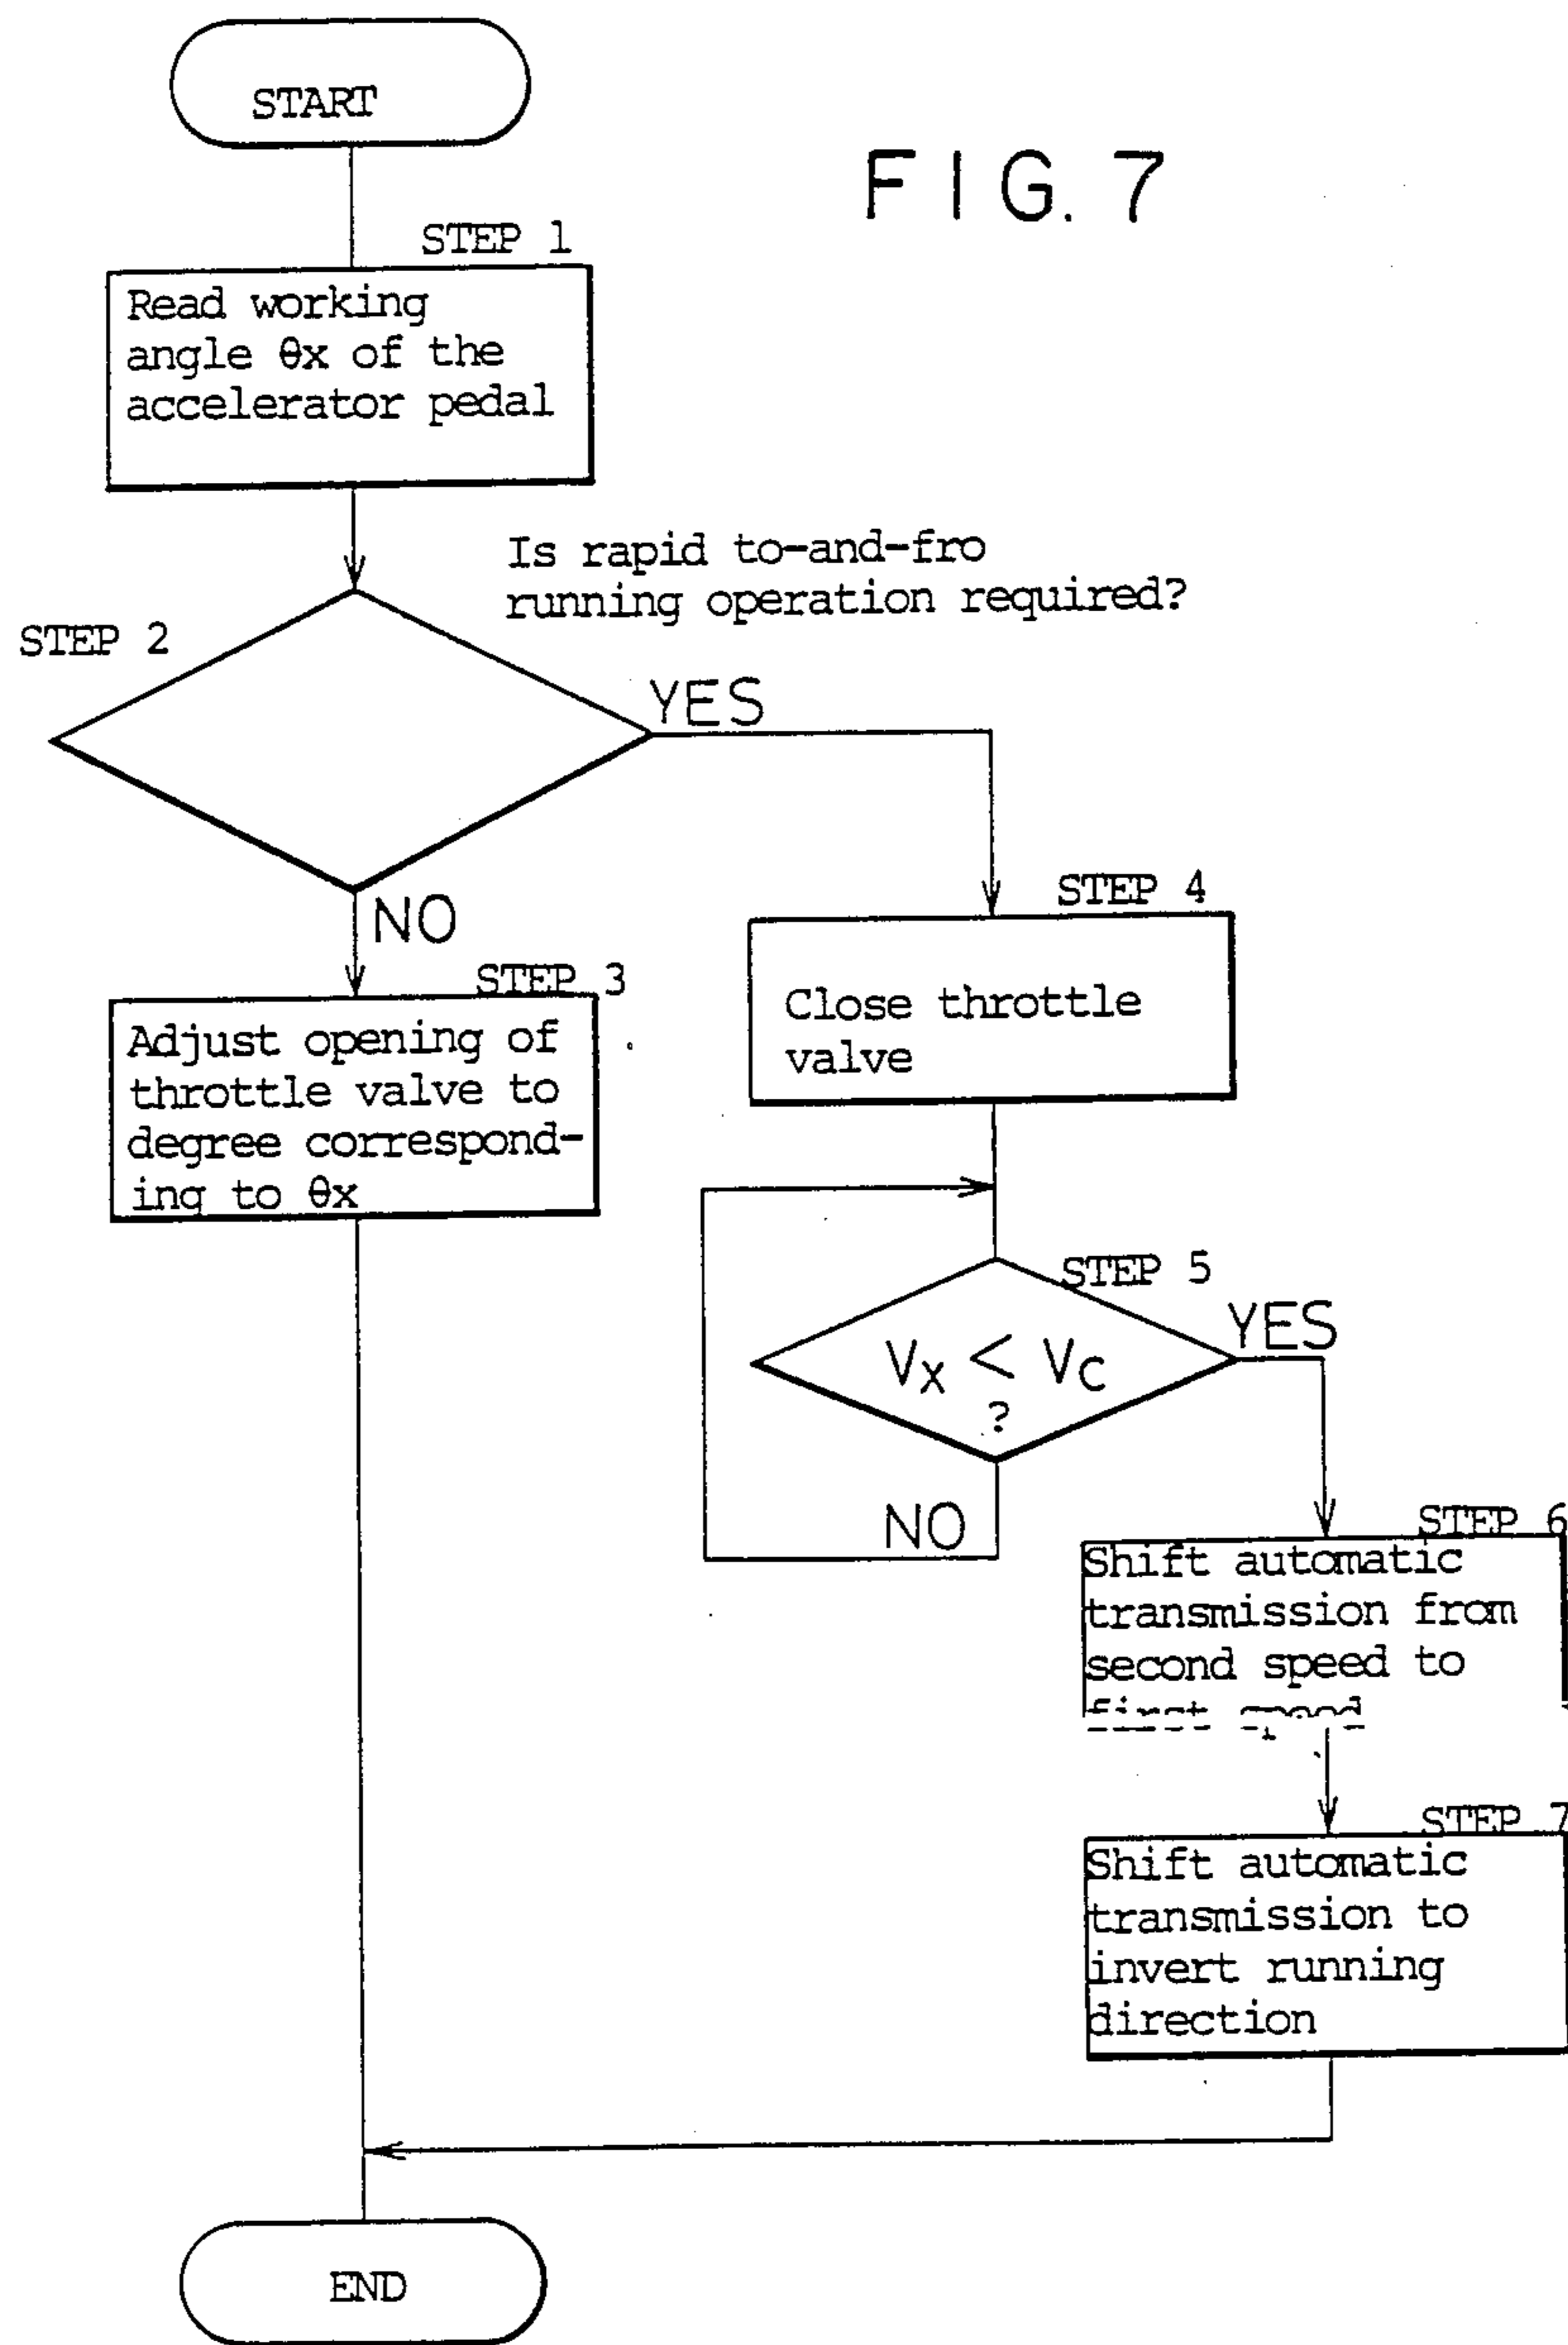 START
FIG. 7
STEP 1
Read working
angle θx of the
accelerator pedal
Is rapid to-and-fro
running operation required?
STEP 2
YES
NO
STEP 3
Adjust opening of
throttle valve to
degree correspond-
ing to θx
STEP 4
Close throttle
valve
STEP 5
Vx < Vc
?
YES
NO
STEP 6
Shift automatic
transmission from
second speed to
first speed
STEP 7
Shift automatic
transmission to
invert running
direction
END